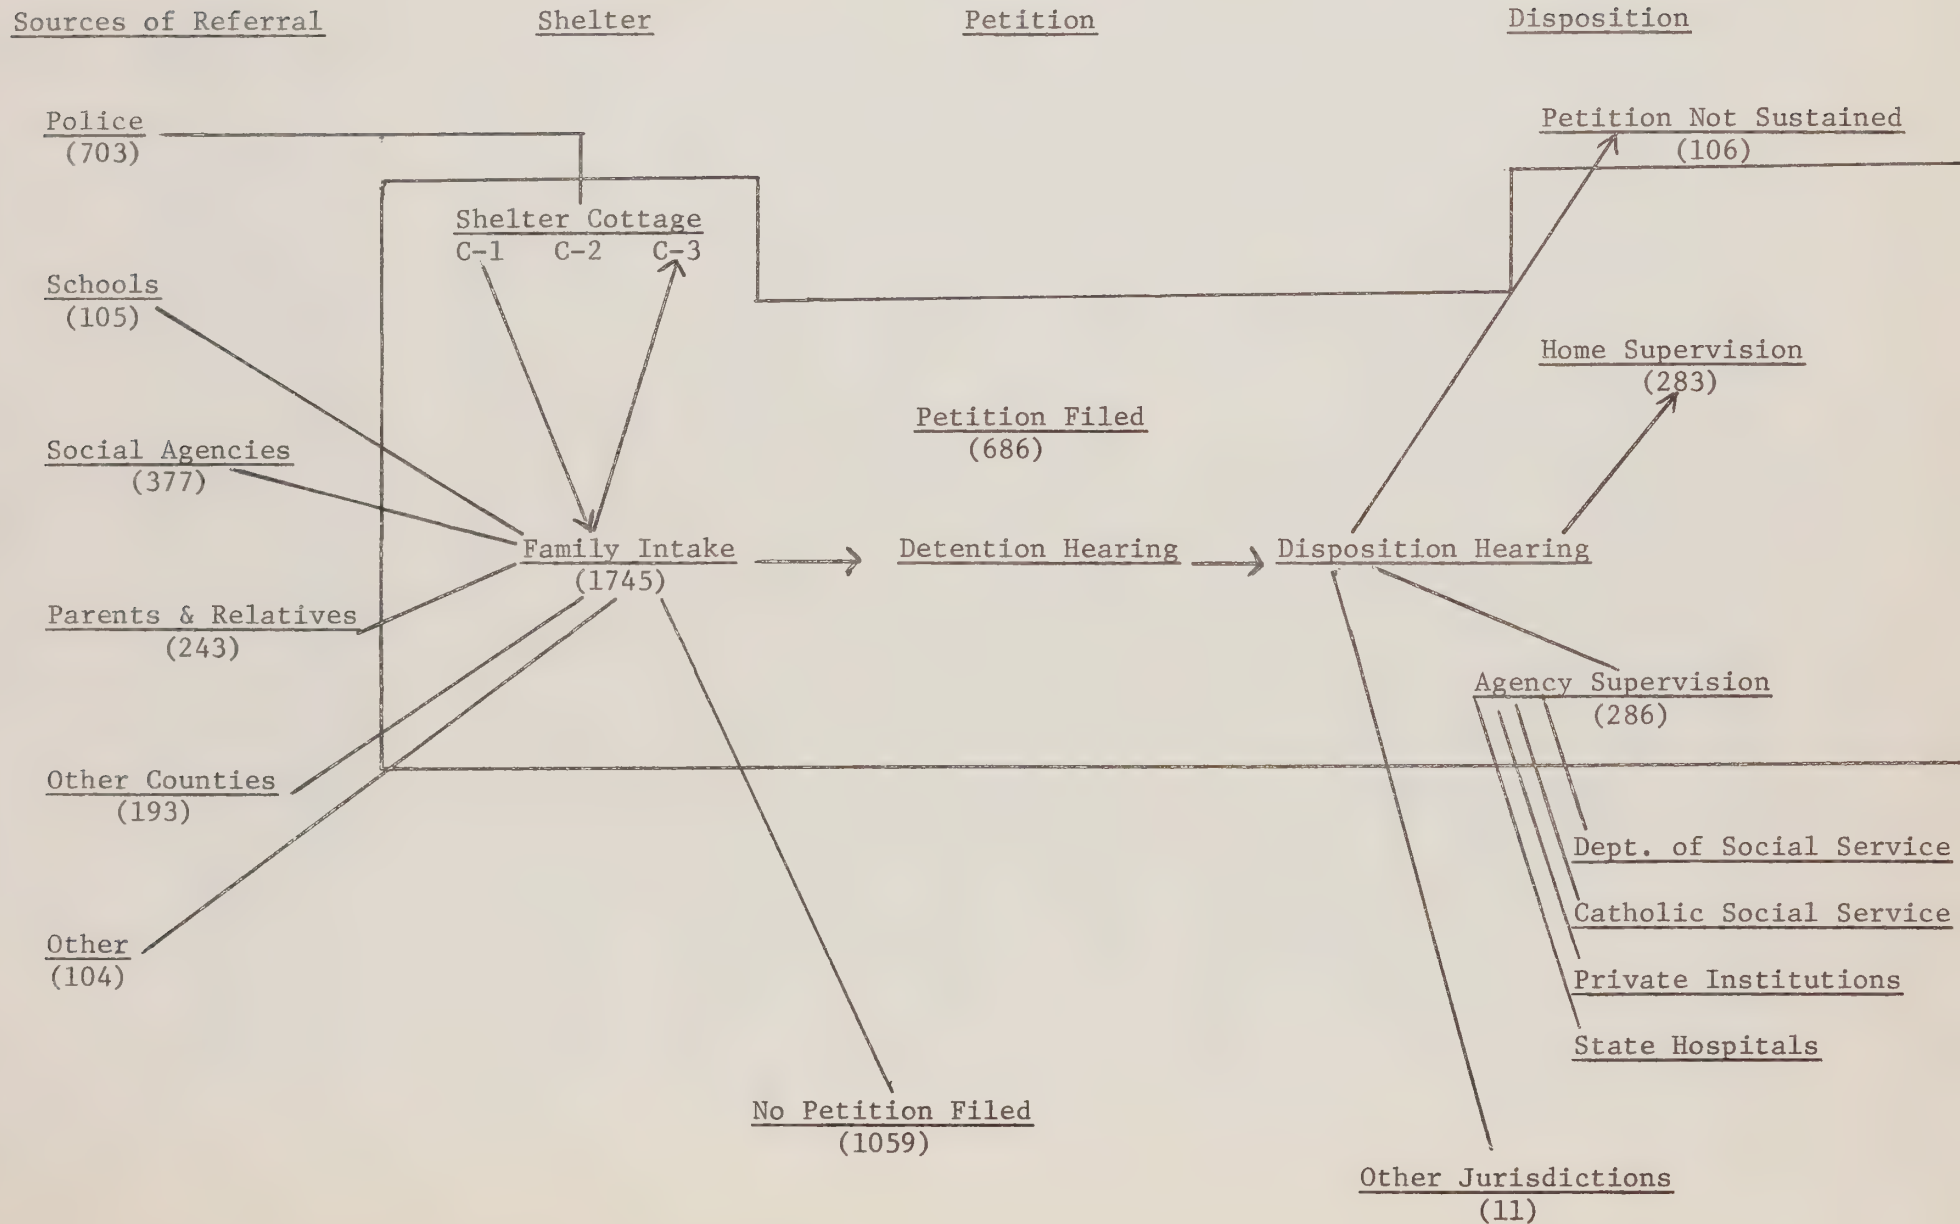 Sources of Referral
Shelter
Petition
Disposition
Police
(703)
Schools
(105)
Social Agencies
(377)
Parents & Relatives
(243)
Other Counties
(193)
Other
(104)
Shelter Cottage
C-1 C-2 C-3
Family Intake
(1745)
Petition Filed
(686)
Detention Hearing
No Petition Filed
(1059)
Disposition Hearing
Petition Not Sustained
(106)
Home Supervision
(283)
Agency Supervision
(286)
Dept. of Social Service
Catholic Social Service
Private Institutions
State Hospitals
Other Jurisdictions
(11)